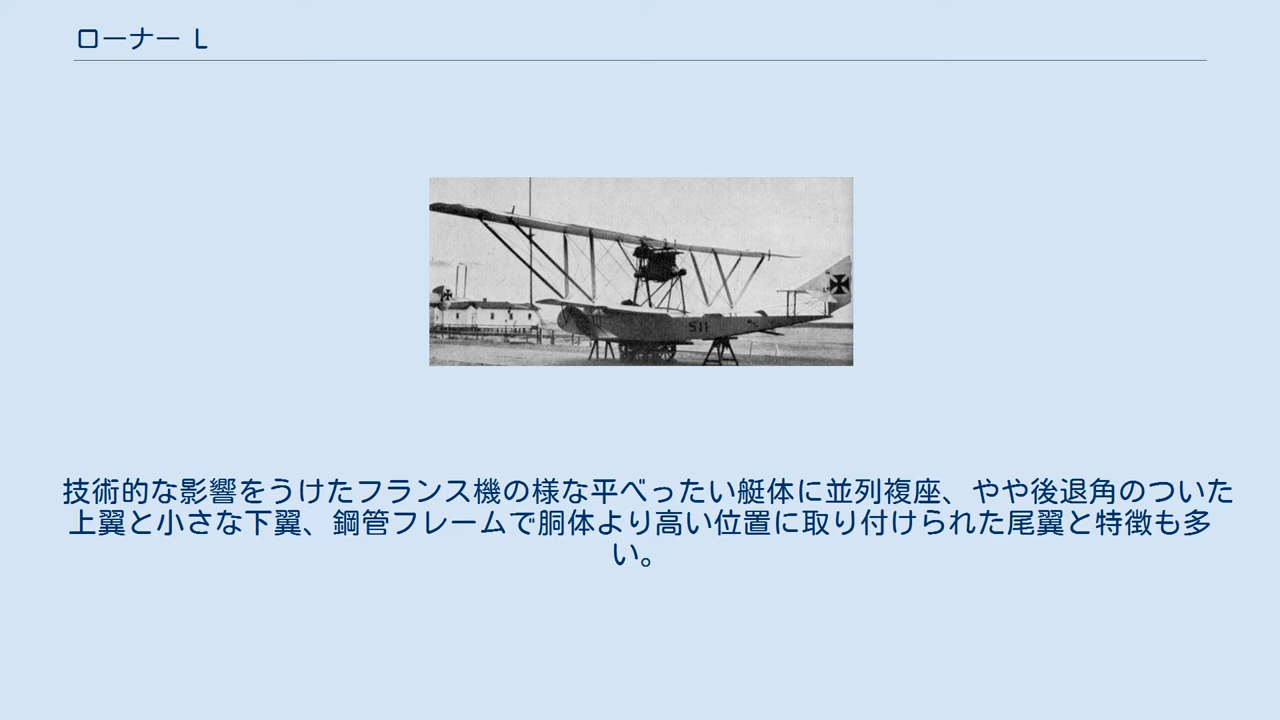 ローナー L
S11
技術的な影響をうけたフランス機の様な平べったい艇体に並列複座、やや後退角のついた
上翼と小さな下翼、鋼管フレームで胴体より高い位置に取り付けられた尾翼と特徴も多
い。